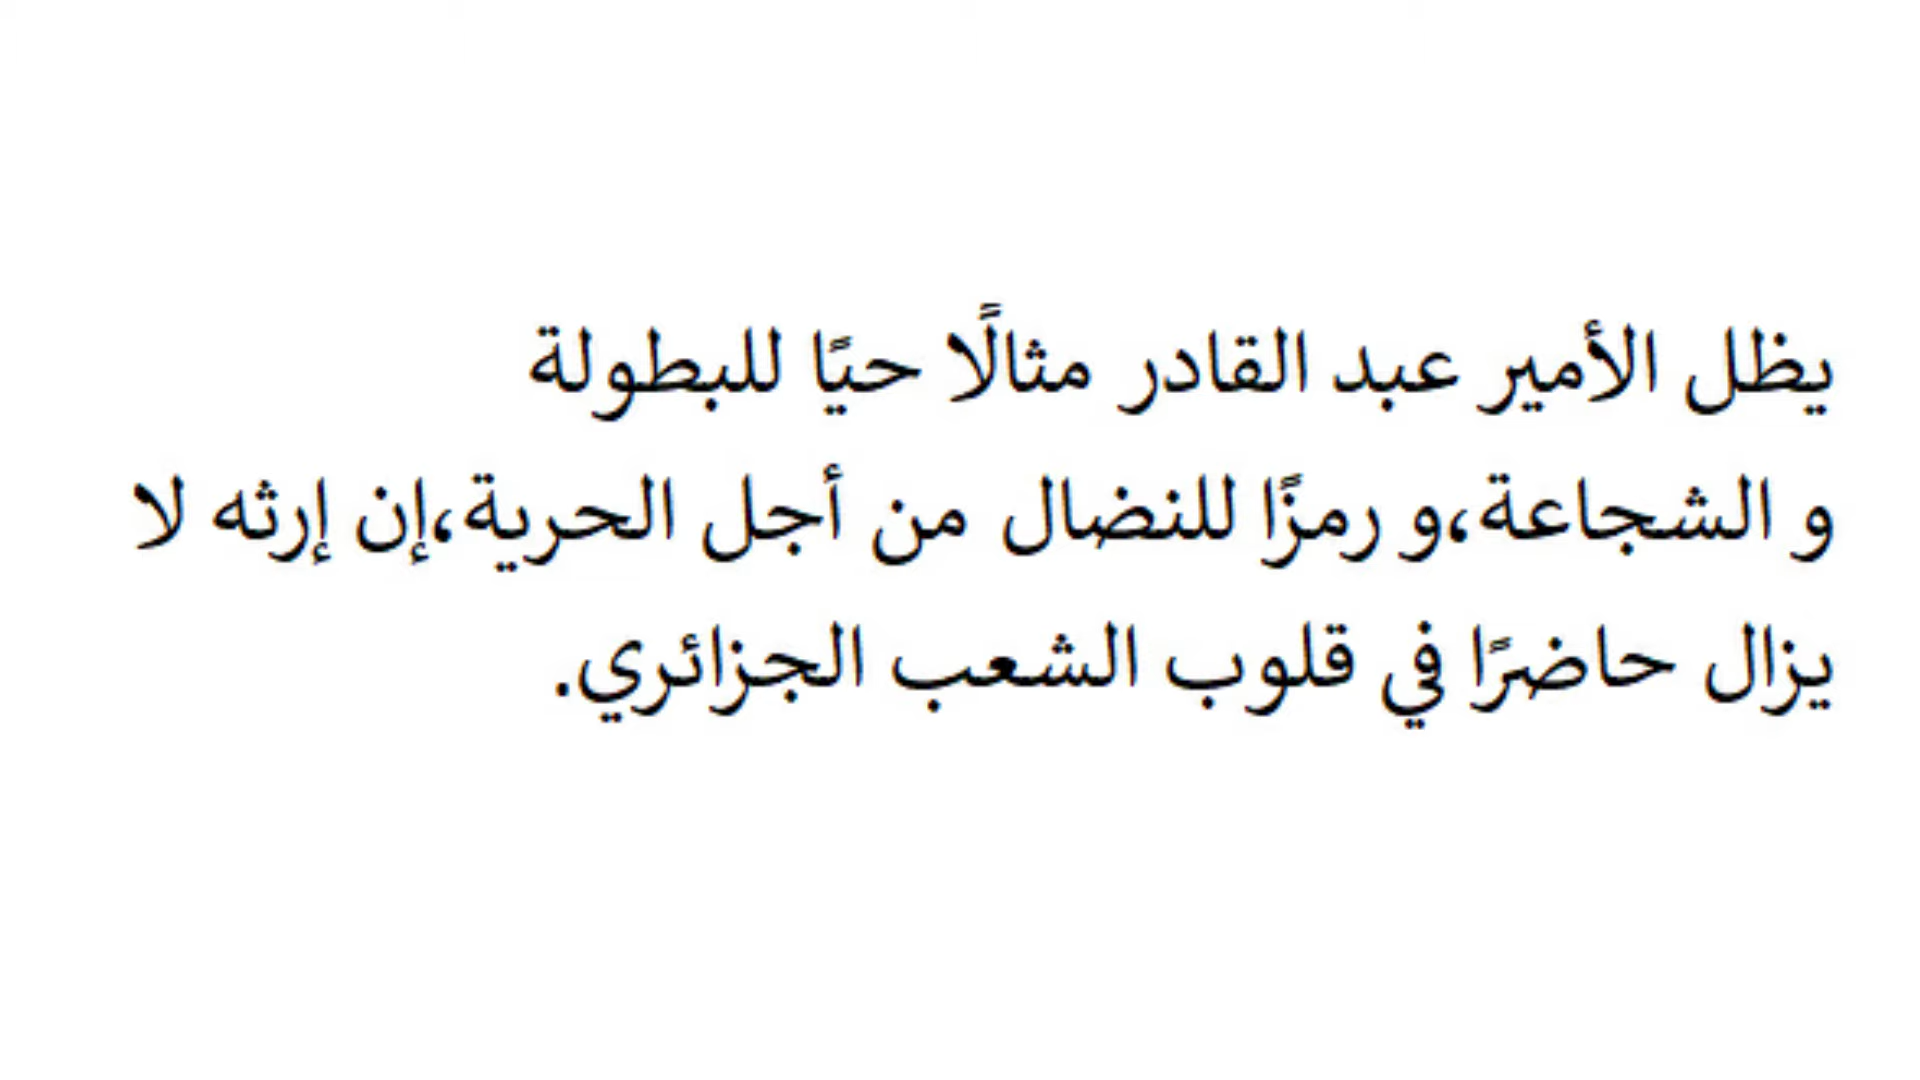 يظل الأمير عبد القادر مثالًا حيًا للبطولة
و الشجاعة،و رمزًا للنضال من أجل الحرية،إن إرثه لا
يزال حاضرًا في قلوب الشعب الجزائري.